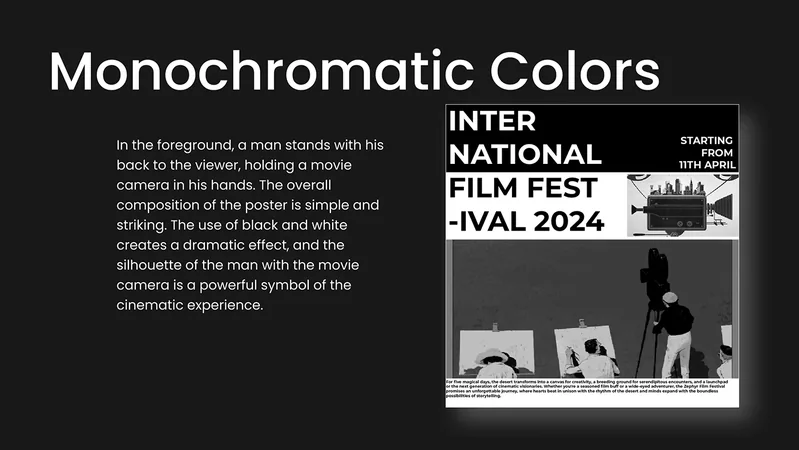 Monochromatic Colors
In the foreground, a man stands with his
back to the viewer, holding a movie
camera in his hands. The overall
composition of the poster is simple and
striking. The use of black and white
creates a dramatic effect, and the
silhouette of the man with the movie
camera is a powerful symbol of the
cinematic experience.
INTER
NATIONAL
STARTING
FROM
11TH APRIL
FILM FEST
-IVAL 2024
For five magical days, the desert transforms into a canvas for creativity, a breeding ground for serendipitous encounters, and a launchpad
or the next generation of cinematic visionaries. Whether you're a seasoned film buff or a wide-eyed adventurer, the Zephyr Film Festival
promises an unforgettable journey, where hearts beat in unison with the rhythm of the desert and minds expand with the boundless
possibilities of storytelling.